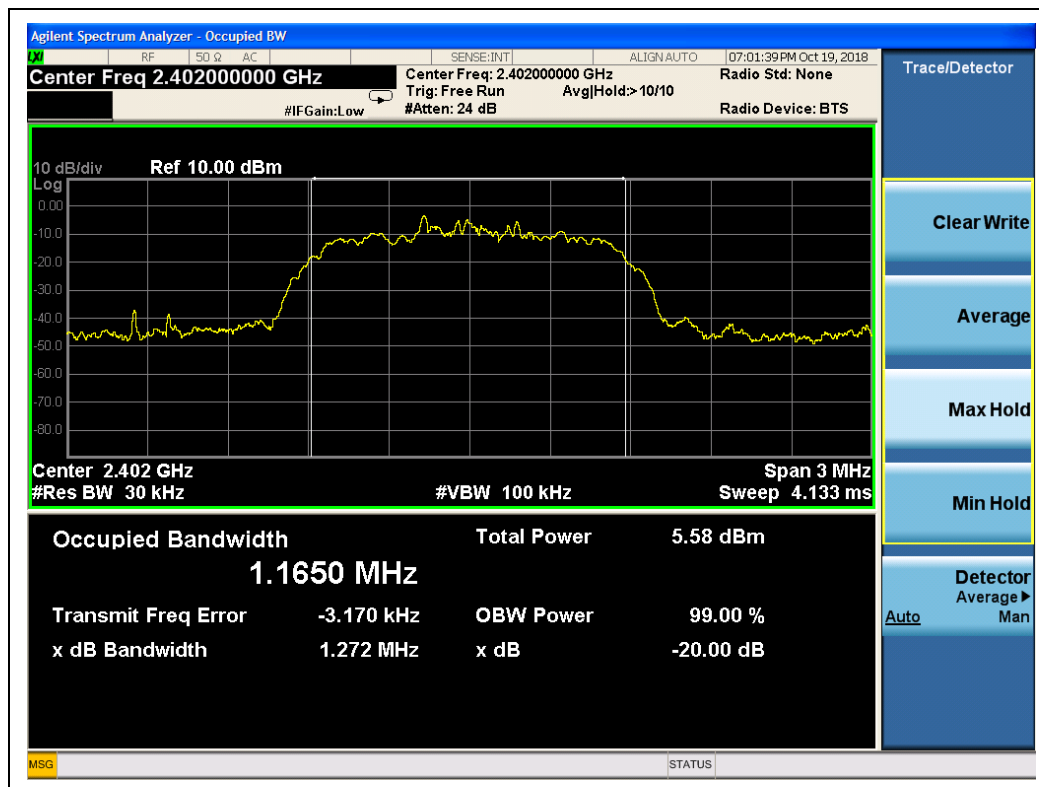 Agilent Spectrum Analyzer - Occupied BW
LXI RF 50 Ω AC SENSE:INT ALIGN AUTO 07:01:39 PM Oct 19, 2018
Center Freq 2.402000000 GHz
Center Freq: 2.402000000 GHz Radio Std: None
Trig: Free Run Avg|Hold:> 10/10
#IFGain:Low #Atten: 24 dB Radio Device: BTS
Trace/Detector
10 dB/div Ref 10.00 dBm
Log
0.00
-10.0
-20.0
-30.0
-40.0
-50.0
-60.0
-70.0
-80.0
Center 2.402 GHz Span 3 MHz
#Res BW 30 kHz #VBW 100 kHz Sweep 4.133 ms
Occupied Bandwidth Total Power 5.58 dBm
1.1650 MHz
Transmit Freq Error -3.170 kHz OBW Power 99.00 %
x dB Bandwidth 1.272 MHz x dB -20.00 dB
Clear Write
Average
Max Hold
Min Hold
Detector
Average▶
Auto Man
MSG STATUS